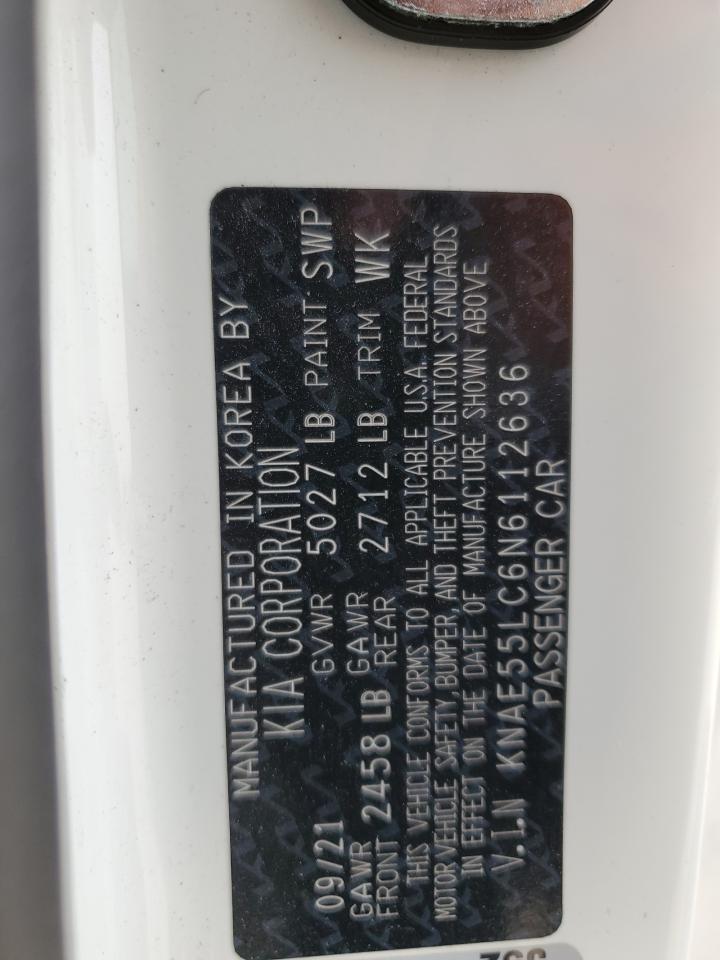 MANUFACTURED IN KOREA BY
KIA CORPORATION
09/21 GVWR 5027 LB PAINT SWP
GAWR FRONT 2458 LB GAWR REAR 2712 LB TRIM WK
THIS VEHICLE CONFORMS TO ALL APPLICABLE U.S.A. FEDERAL
MOTOR VEHICLE SAFETY, BUMPER, AND THEFT PREVENTION STANDARDS
IN EFFECT ON THE DATE OF MANUFACTURE SHOWN ABOVE
V.I.N KNAE55LC6N6112636
PASSENGER CAR